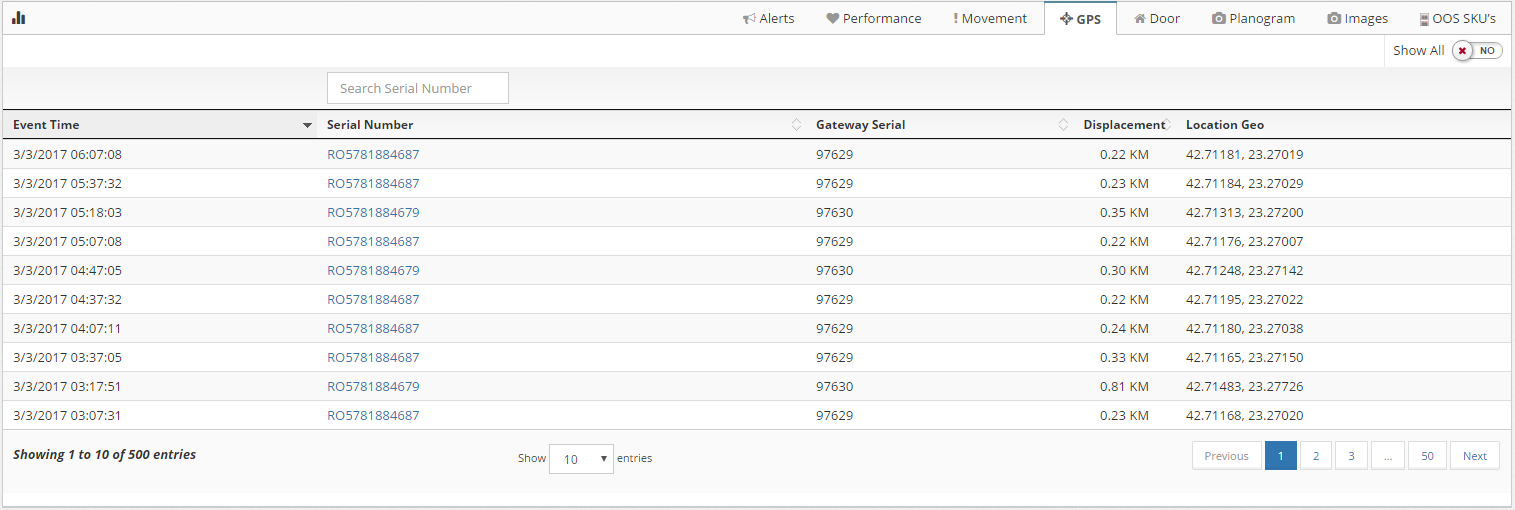 Alerts Performance Movement GPS Door Planogram Images OOS SKU's
Show All NO
Search Serial Number
Event Time Serial Number Gateway Serial Displacement Location Geo
3/3/2017 06:07:08 RO5781884687 97629 0.22 KM 42.71181, 23.27019
3/3/2017 05:37:32 RO5781884687 97629 0.23 KM 42.71184, 23.27029
3/3/2017 05:18:03 RO5781884679 97630 0.35 KM 42.71313, 23.27200
3/3/2017 05:07:08 RO5781884687 97629 0.22 KM 42.71176, 23.27007
3/3/2017 04:47:05 RO5781884679 97630 0.30 KM 42.71248, 23.27142
3/3/2017 04:37:32 RO5781884687 97629 0.22 KM 42.71195, 23.27022
3/3/2017 04:07:11 RO5781884687 97629 0.24 KM 42.71180, 23.27038
3/3/2017 03:37:05 RO5781884687 97629 0.33 KM 42.71165, 23.27150
3/3/2017 03:17:51 RO5781884679 97630 0.81 KM 42.71483, 23.27726
3/3/2017 03:07:31 RO5781884687 97629 0.23 KM 42.71168, 23.27020
Showing 1 to 10 of 500 entries Show 10 entries Previous 1 2 3 ... 50 Next